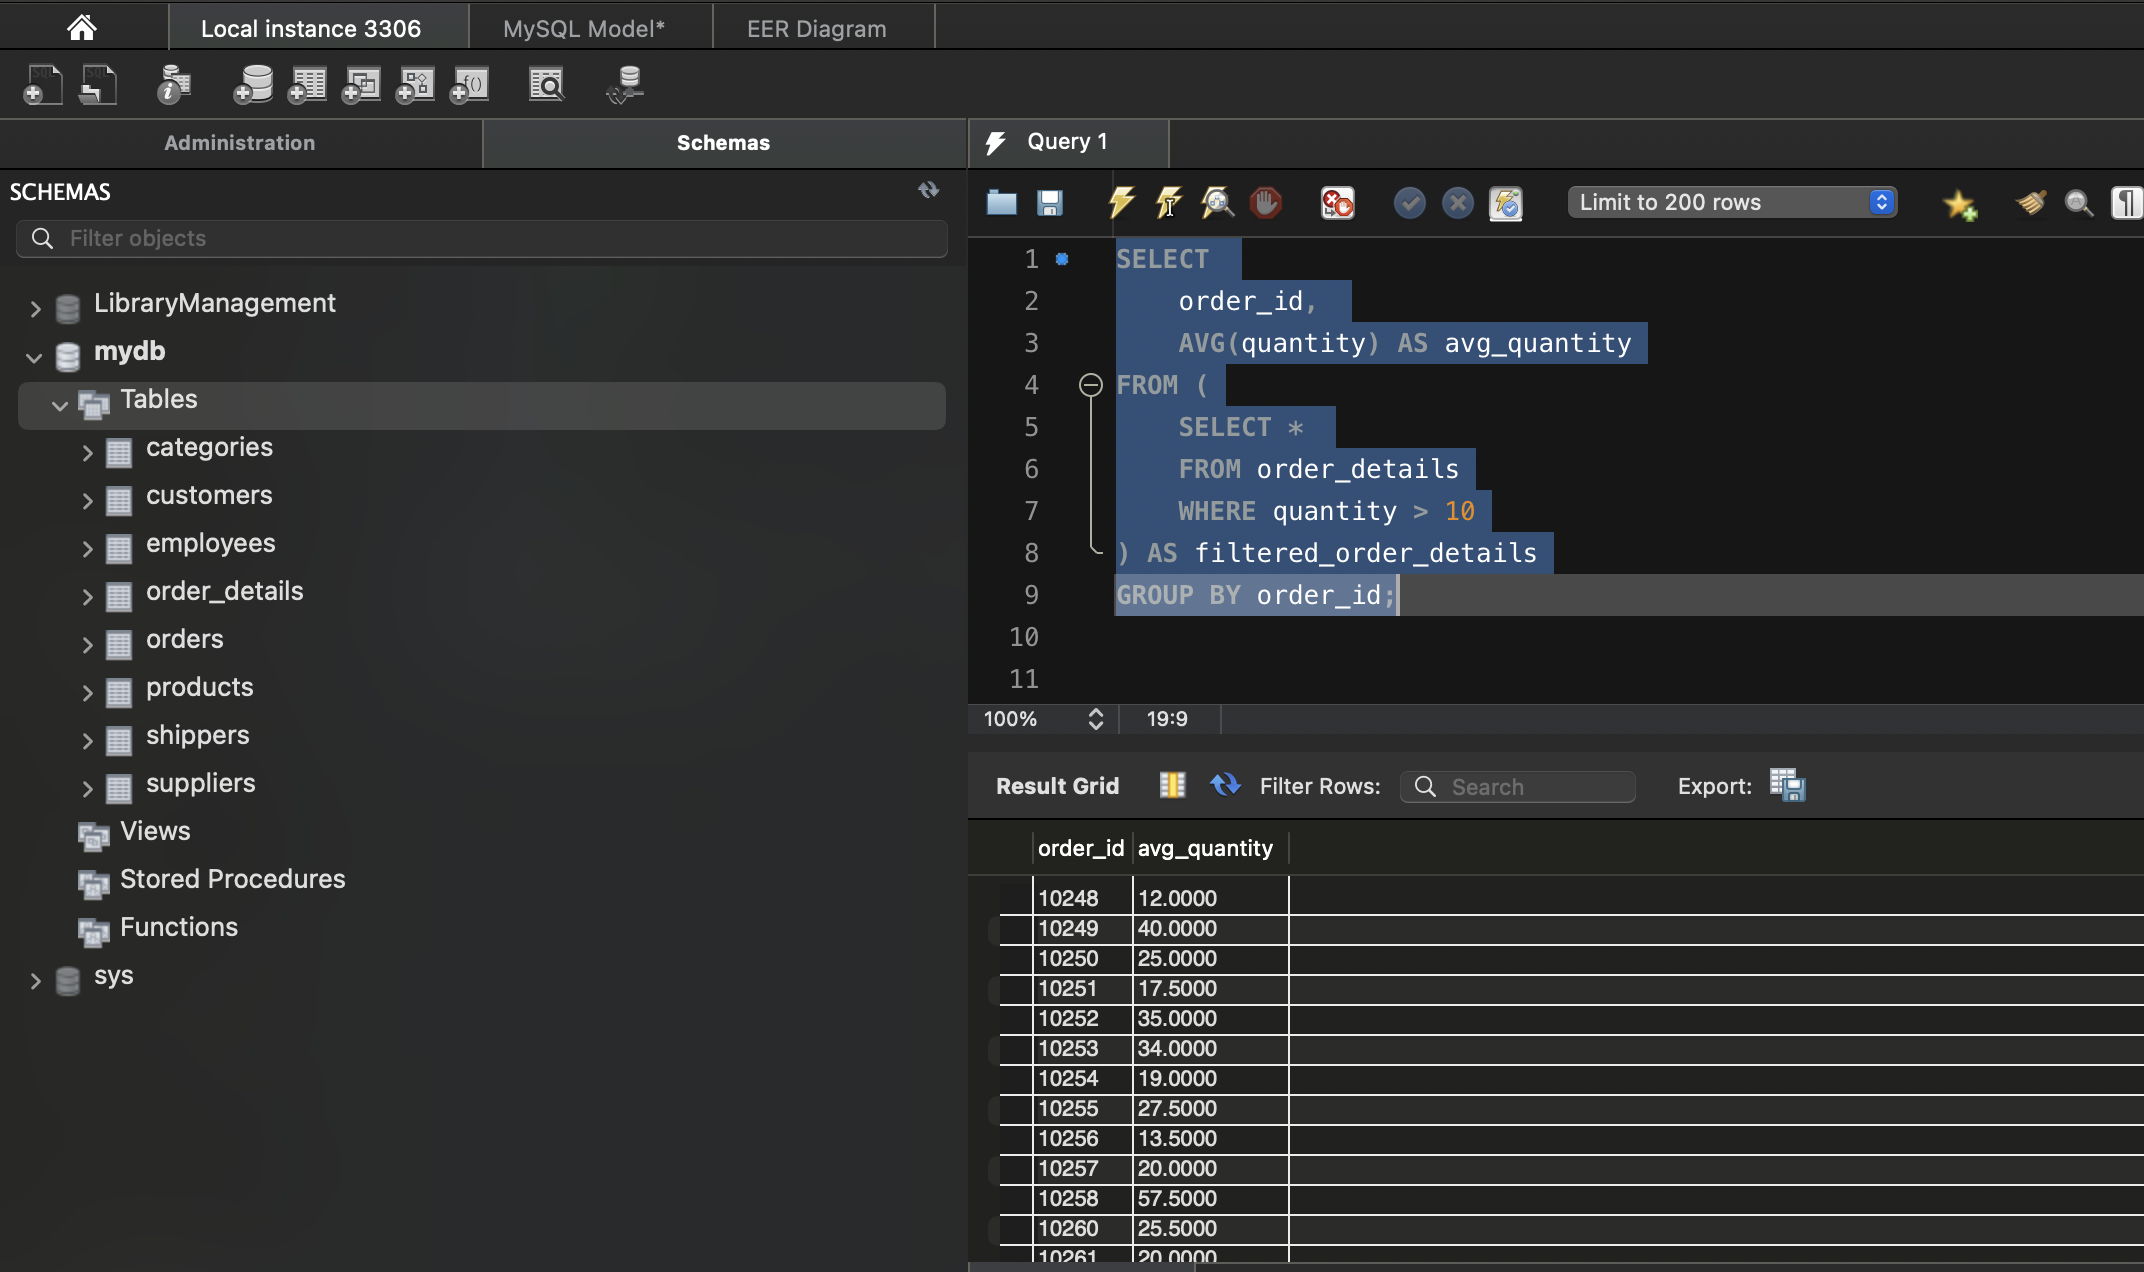 Local instance 3306
MySQL Model*
EER Diagram
Administration
Schemas
Query 1
SCHEMAS
Filter objects
LibraryManagement
mydb
Tables
categories
customers
employees
order_details
orders
products
shippers
suppliers
Views
Stored Procedures
Functions
sys
Limit to 200 rows
1 SELECT
2 order_id,
3 AVG(quantity) AS avg_quantity
4 FROM (
5 SELECT *
6 FROM order_details
7 WHERE quantity > 10
8 ) AS filtered_order_details
9 GROUP BY order_id;
10
11
100% 19:9
Result Grid Filter Rows: Search Export:
order_id avg_quantity
10248 12.0000
10249 40.0000
10250 25.0000
10251 17.5000
10252 35.0000
10253 34.0000
10254 19.0000
10255 27.5000
10256 13.5000
10257 20.0000
10258 57.5000
10260 25.5000
10261 20.0000